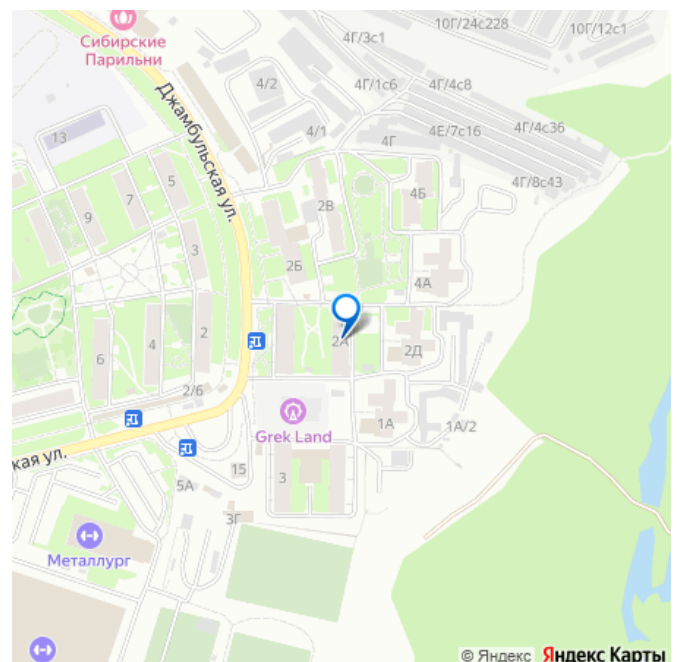 Сибирские
Парильни
4Г/3с1
10Г/24с228
10Г/12с1
4/2
4Г/1с6
4Г/4с8
13
4/1
4Г
4Е/7с16
4Г/4с36
Джамбульская ул.
5
7
9
2В
4Б
4Г/8с43
3
2Б
4А
2
4
6
2А
2Д
2/6
Grek Land
1А
1А/2
кая ул.
15
3
5А
3Г
Металлург
© Яндекс Яндекс Карты